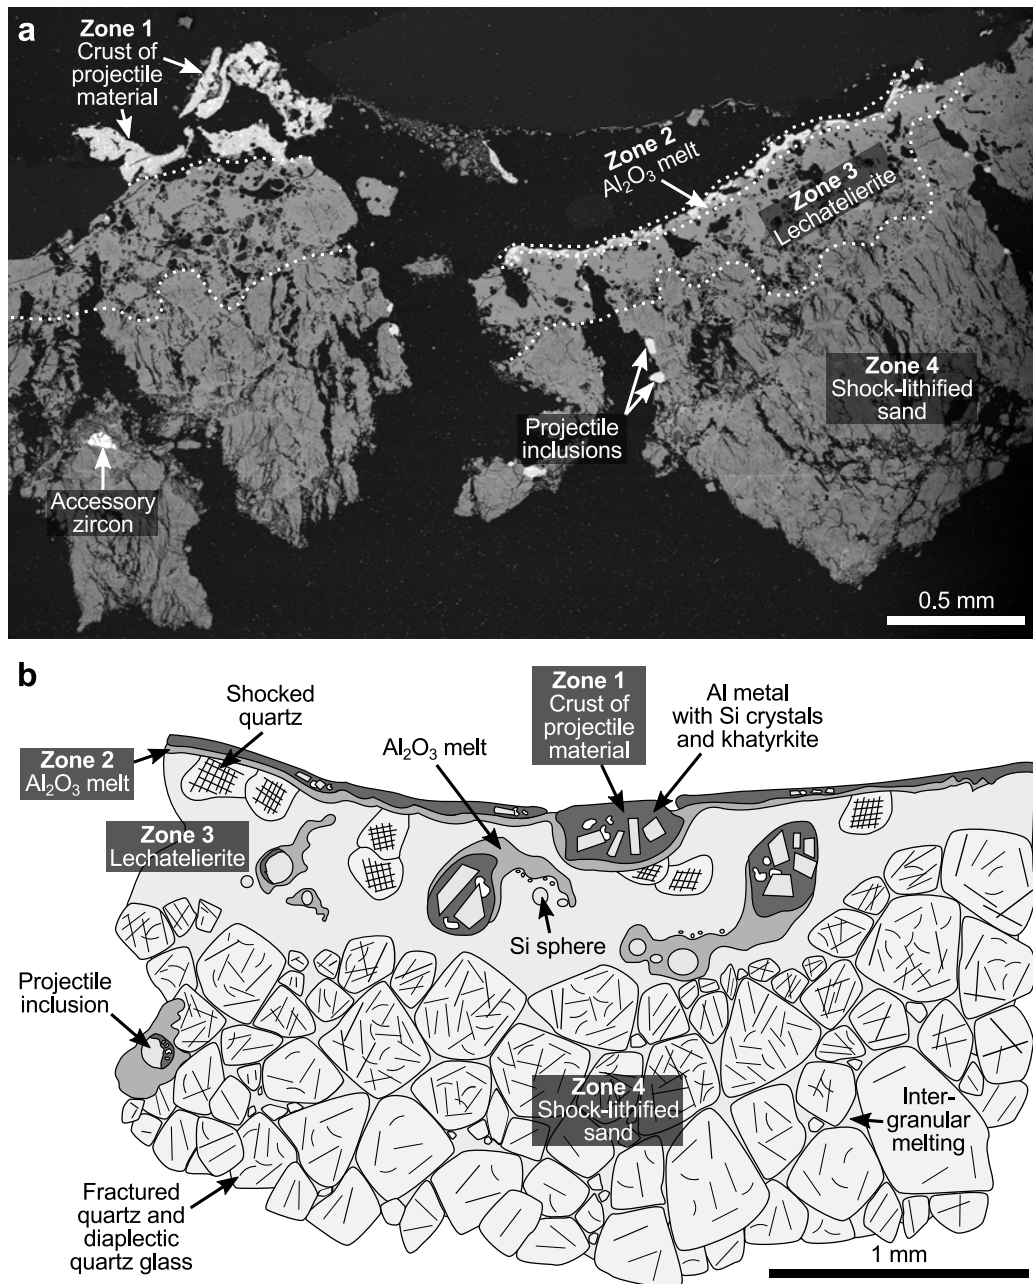 a
Zone 1
Crust of
projectile
material
Zone 2
Al₂O₃ melt
Zone 3
Lechatelierite
Zone 4
Shock-lithified
sand
Projectile
inclusions
Accessory
zircon
0.5 mm
b
Shocked
quartz
Zone 1
Crust of
projectile
material
Al metal
with Si crystals
and khatyrkite
Al₂O₃ melt
Zone 2
Al₂O₃ melt
Zone 3
Lechatelierite
Si sphere
Projectile
inclusion
Zone 4
Shock-lithified
sand
Inter-
granular
melting
Fractured
quartz and
diaplectic
quartz glass
1 mm